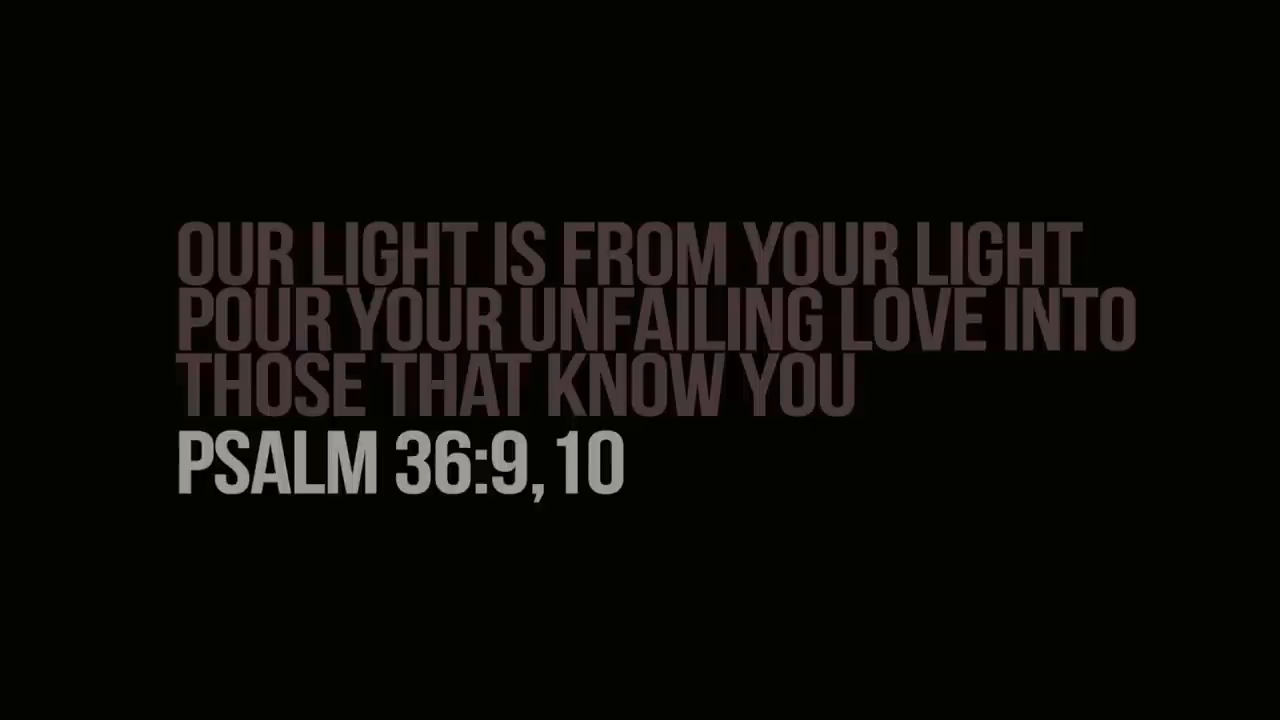 OUR LIGHT IS FROM YOUR LIGHT
POUR YOUR UNFAILING LOVE INTO
THOSE THAT KNOW YOU
PSALM 36:9, 10